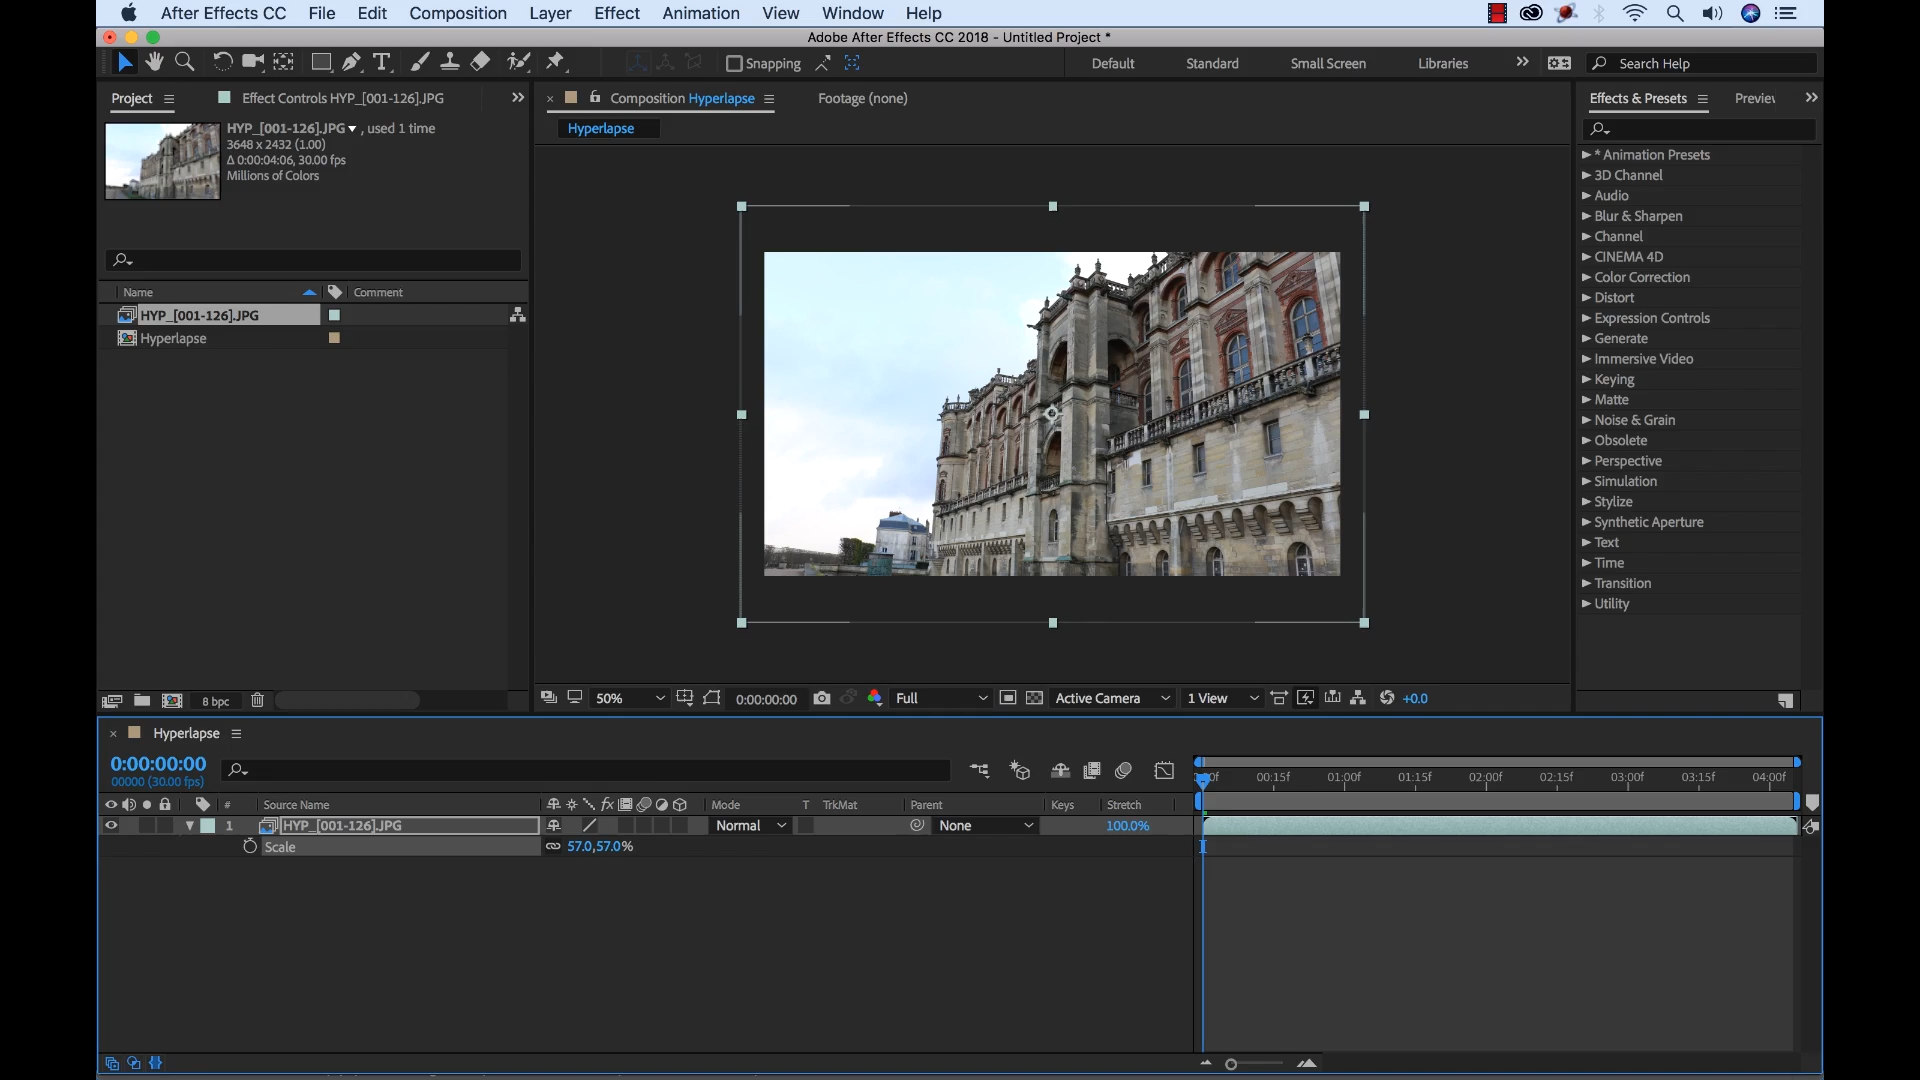 After Effects CC File Edit Composition Layer Effect Animation View Window Help
Adobe After Effects CC 2018 - Untitled Project *
Snapping Default Standard Small Screen Libraries Search Help
Project Effect Controls HYP_[001-126].JPG
HYP_[001-126].JPG , used 1 time
3648 x 2432 (1.00)
Δ 0:00:04:06, 30.00 fps
Millions of Colors
Name Comment
HYP_[001-126].JPG
Hyperlapse
8 bpc
Composition Hyperlapse Footage (none)
Hyperlapse
50% 0:00:00:00 Full Active Camera 1 View +0.0
Effects & Presets
* Animation Presets
3D Channel
Audio
Blur & Sharpen
Channel
CINEMA 4D
Color Correction
Distort
Expression Controls
Generate
Immersive Video
Keying
Matte
Noise & Grain
Obsolete
Perspective
Simulation
Stylize
Synthetic Aperture
Text
Time
Transition
Utility
Hyperlapse
0:00:00:00
00000 (30.00 fps)
00:15f 01:00f 01:15f 02:00f 02:15f 03:00f 03:15f 04:00f
# Source Name fx Mode T TrkMat Parent Keys Stretch
1 HYP_[001-126].JPG Normal None 100.0%
Scale 57.0,57.0%